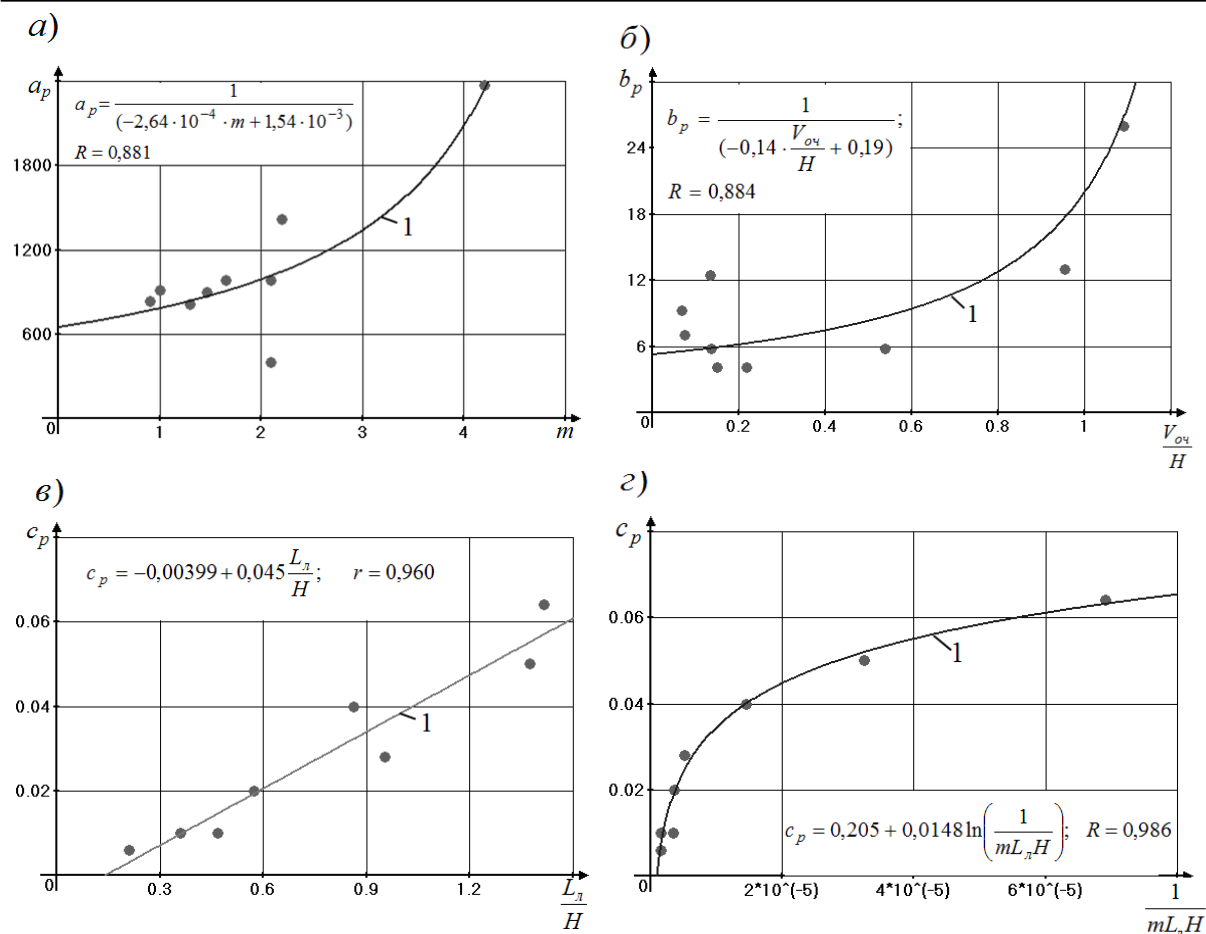 а)
a_p
a_p = 1 / (−2,64·10^−4·m+1,54·10^−3)
R = 0,881
1800
1200
600
0
1
2
3
4
m
1
б)
b_p
b_p = 1 / (−0,14·V_оч/H + 0,19);
R = 0,884
24
18
12
6
0
0.2
0.4
0.6
0.8
1
V_оч/H
1
в)
c_p
c_p = −0,00399+0,045 L_л/H; r = 0,960
0.06
0.04
0.02
0
0.3
0.6
0.9
1.2
L_л/H
1
г)
c_p
0.06
0.04
0.02
0
1
c_p = 0,205 + 0,0148 ln(1/(mL_лH)); R = 0,986
2*10^(-5)
4*10^(-5)
6*10^(-5)
1/(mL_лH)